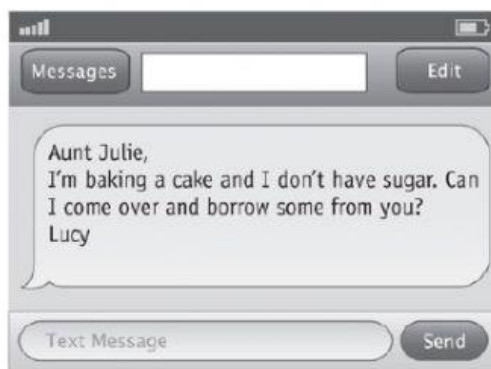 Messages
Edit
Aunt Julie,
I'm baking a cake and I don't have sugar. Can
I come over and borrow some from you?
Lucy
Text Message
Send